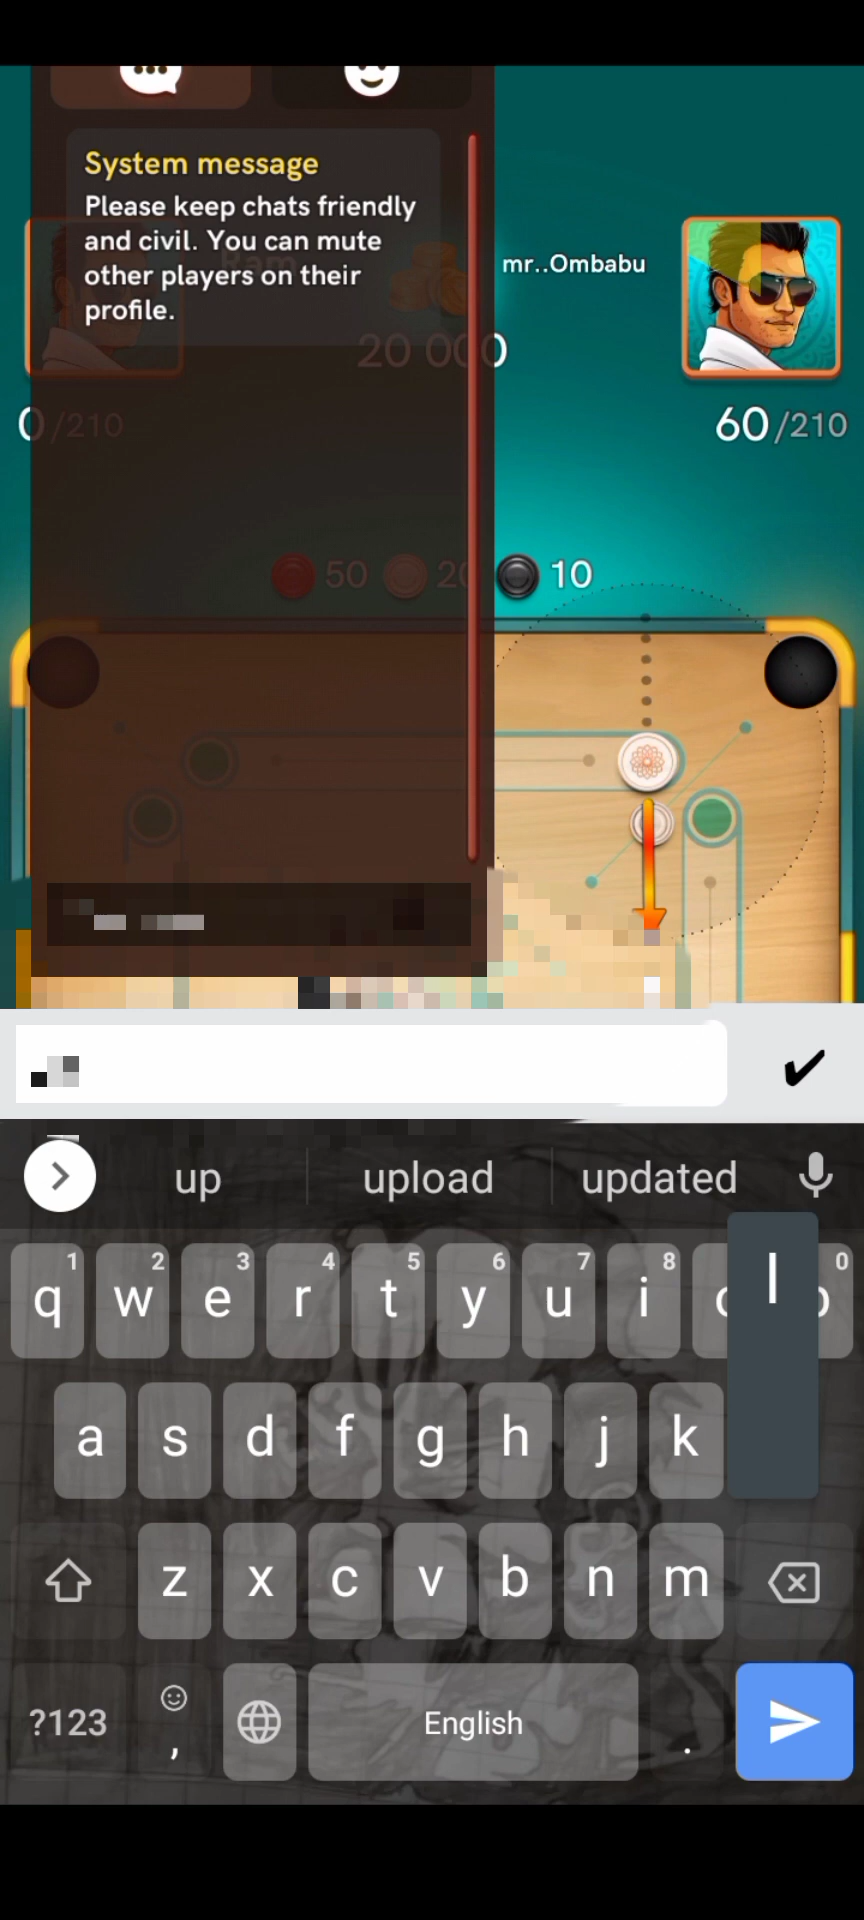 System message
Please keep chats friendly
and civil. You can mute
other players on their
profile.
Ram
mr..Ombabu
20 000
0/210
60/210
50
20
10
up
upload
updated
1 2 3 4 5 6 7 8 0
q w e r t y u i
l
a s d f g h j k
z x c v b n m
?123
,
English
.